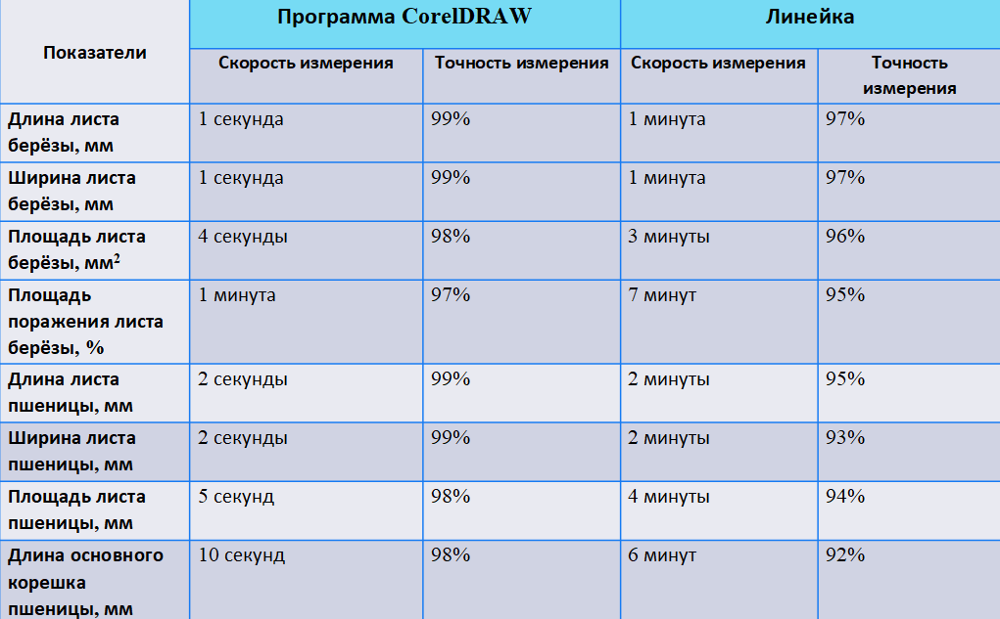 Показатели
Программа CorelDRAW
Линейка
Скорость измерения
Точность измерения
Скорость измерения
Точность
измерения
Длина листа
берёзы, мм
1 секунда
99%
1 минута
97%
Ширина листа
берёзы, мм
1 секунда
99%
1 минута
97%
Площадь листа
берёзы, мм²
4 секунды
98%
3 минуты
96%
Площадь
поражения листа
берёзы, %
1 минута
97%
7 минут
95%
Длина листа
пшеницы, мм
2 секунды
99%
2 минуты
95%
Ширина листа
пшеницы, мм
2 секунды
99%
2 минуты
93%
Площадь листа
пшеницы, мм
5 секунд
98%
4 минуты
94%
Длина основного
корешка
пшеницы, мм
10 секунд
98%
6 минут
92%